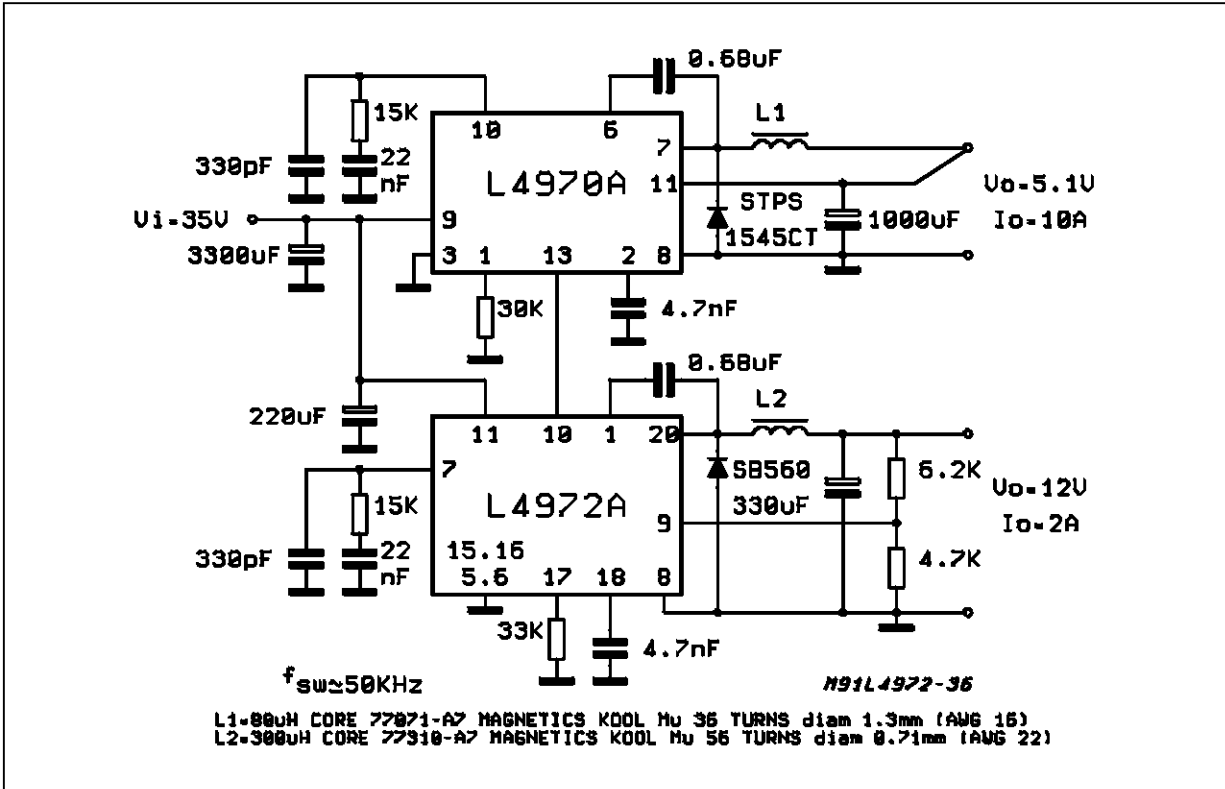 0.68uF
15K
10
6
L1
7
330pF
22
nF
L4970A
11
Vo=5.1V
STPS
Vi=35V
9
1000uF
Io=10A
1545CT
3300uF
3
1
13
2
8
30K
4.7nF
0.68uF
L2
220uF
11
10
1
20
7
SB560
6.2K
15K
L4972A
330uF
Vo=12V
9
Io=2A
330pF
22
nF
15.16
4.7K
5.6
17
18
8
33K
4.7nF
fsw≃50KHz
M91L4972-36
L1=80uH CORE 77071-A7 MAGNETICS KOOL Mu 36 TURNS diam 1.3mm (AWG 16)
L2=300uH CORE 77310-A7 MAGNETICS KOOL Mu 56 TURNS diam 0.71mm (AWG 22)